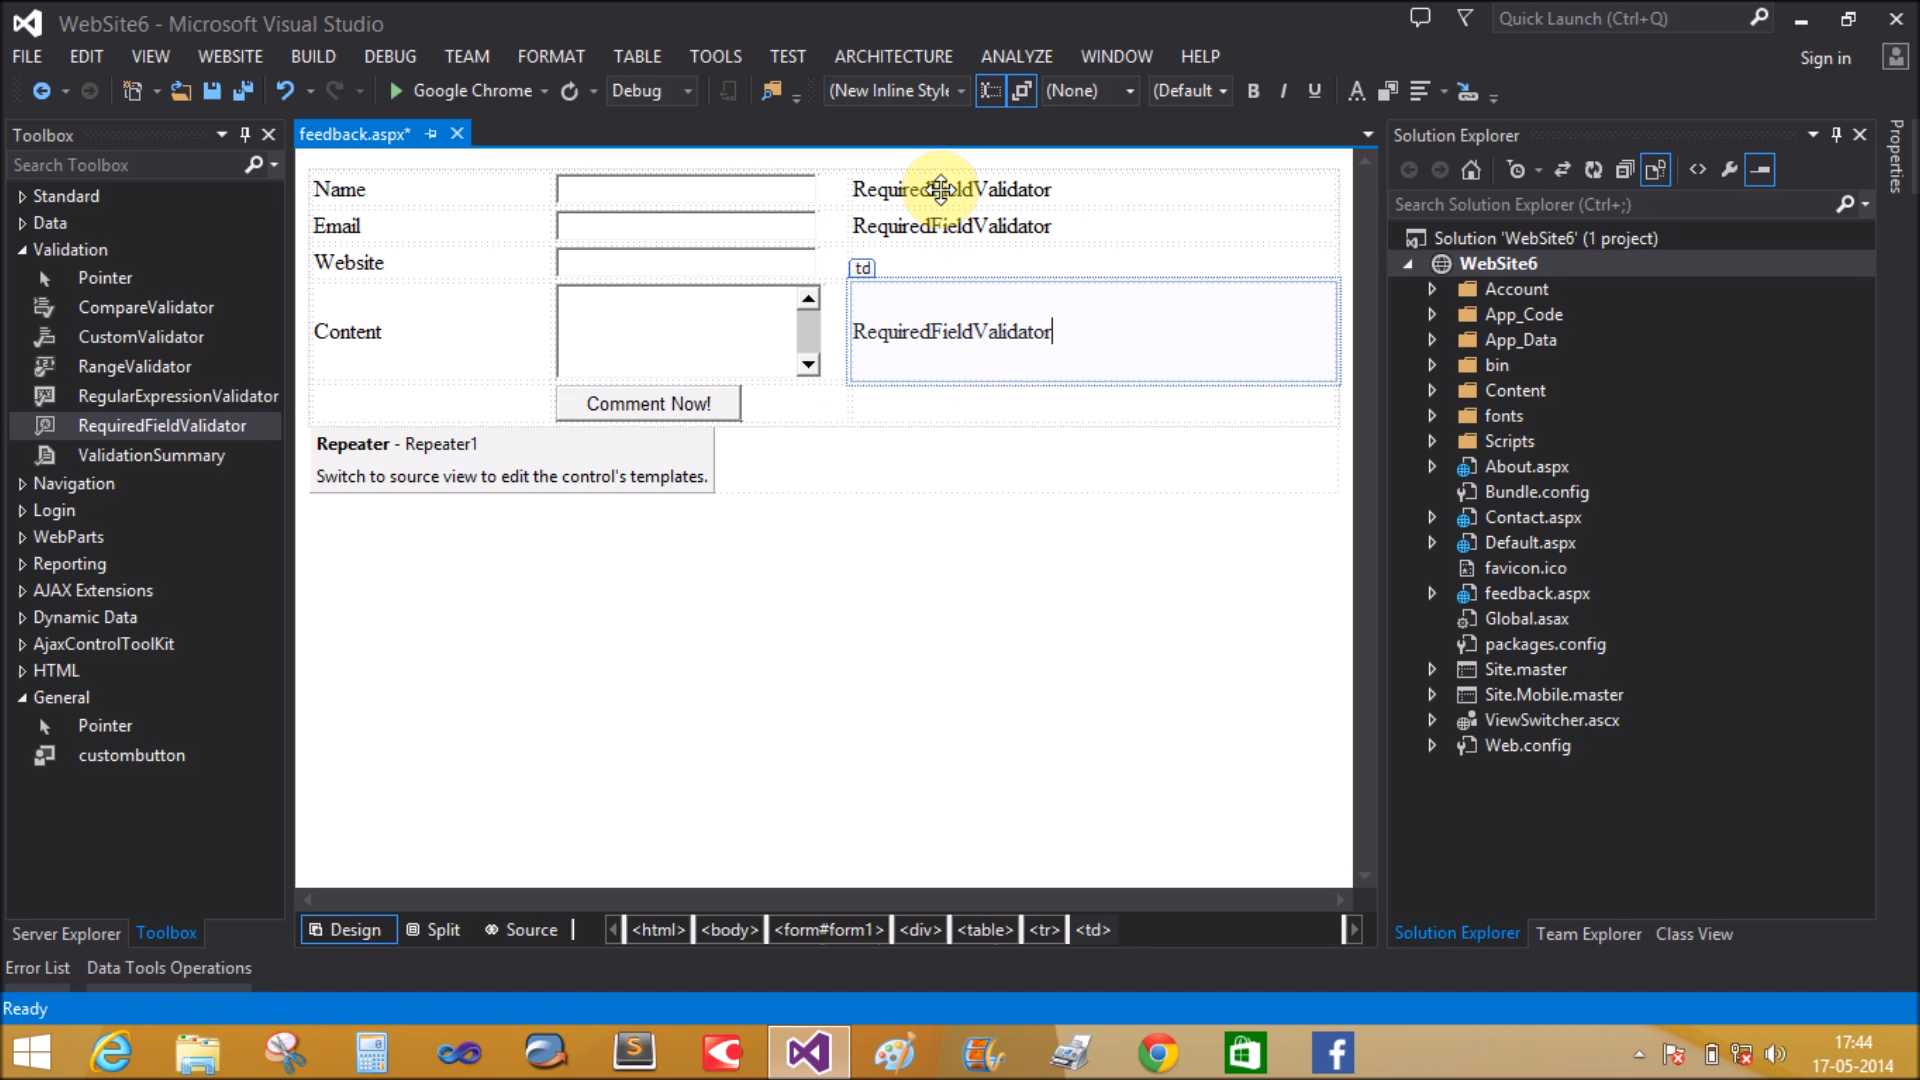 WebSite6 - Microsoft Visual Studio
Quick Launch (Ctrl+Q)
FILE EDIT VIEW WEBSITE BUILD DEBUG TEAM FORMAT TABLE TOOLS TEST ARCHITECTURE ANALYZE WINDOW HELP
Sign in
Google Chrome Debug (New Inline Style (None) (Default B I U A
Toolbox
Search Toolbox
Standard
Data
Validation
Pointer
CompareValidator
CustomValidator
RangeValidator
RegularExpressionValidator
RequiredFieldValidator
ValidationSummary
Navigation
Login
WebParts
Reporting
AJAX Extensions
Dynamic Data
AjaxControlToolKit
HTML
General
Pointer
custombutton
Server Explorer Toolbox
feedback.aspx*
Name RequiredFieldValidator
Email RequiredFieldValidator
Website
td
Content RequiredFieldValidator
Comment Now!
Repeater - Repeater1
Switch to source view to edit the control's templates.
Design Split Source <html> <body> <form#form1> <div> <table> <tr> <td>
Solution Explorer
Search Solution Explorer (Ctrl+;)
Solution 'WebSite6' (1 project)
WebSite6
Account
App_Code
App_Data
bin
Content
fonts
Scripts
About.aspx
Bundle.config
Contact.aspx
Default.aspx
favicon.ico
feedback.aspx
Global.asax
packages.config
Site.master
Site.Mobile.master
ViewSwitcher.ascx
Web.config
Solution Explorer Team Explorer Class View
Properties
Error List Data Tools Operations
Ready
17:44
17-05-2014